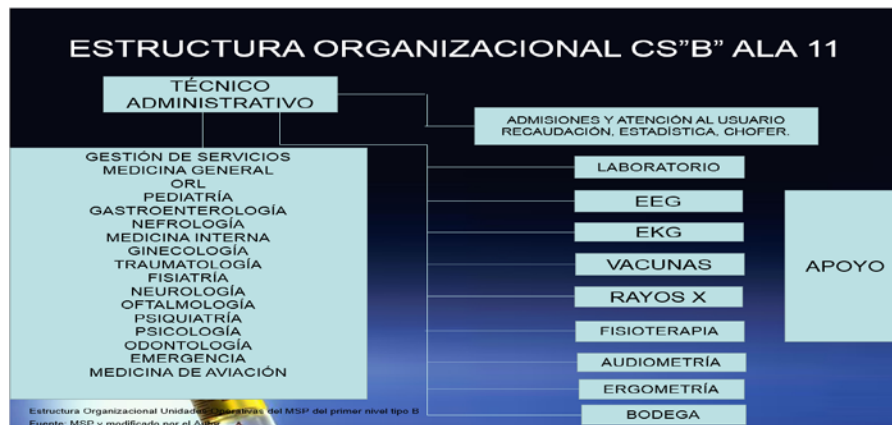 ESTRUCTURA ORGANIZACIONAL CS"B" ALA 11
TÉCNICO
ADMINISTRATIVO
ADMISIONES Y ATENCIÓN AL USUARIO
RECAUDACIÓN, ESTADÍSTICA, CHOFER.
GESTIÓN DE SERVICIOS
MEDICINA GENERAL
ORL
PEDIATRÍA
GASTROENTEROLOGÍA
NEFROLOGÍA
MEDICINA INTERNA
GINECOLOGÍA
TRAUMATOLOGÍA
FISIATRÍA
NEUROLOGÍA
OFTALMOLOGÍA
PSIQUIATRÍA
PSICOLOGÍA
ODONTOLOGÍA
EMERGENCIA
MEDICINA DE AVIACIÓN
LABORATORIO
EEG
EKG
VACUNAS
RAYOS X
FISIOTERAPIA
AUDIOMETRÍA
ERGOMETRÍA
BODEGA
APOYO
Estructura Organizacional Unidades Operativas del MSP del primer nivel tipo B
Fuente: MSP y modificado por el Autor